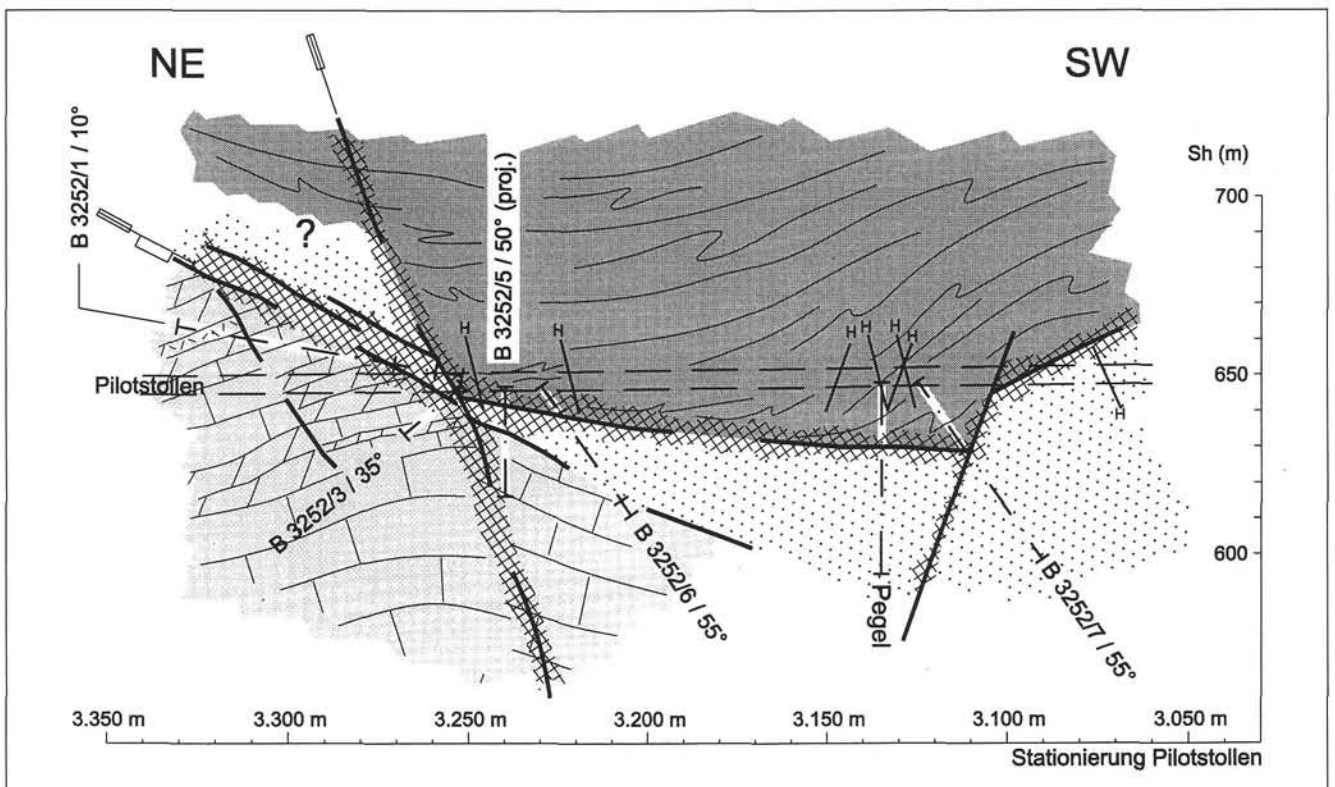 NE
SW
B 3252/1 / 10°
?
B 3252/5 / 50° (proj.)
Sh (m)
700
H
H
H
H
H
Pilotstollen
650
H
B 3252/3 / 35°
B 3252/6 / 55°
600
Pegel
B 3252/7 / 55°
3.350 m
3.300 m
3.250 m
3.200 m
3.150 m
3.100 m
3.050 m
Stationierung Pilotstollen